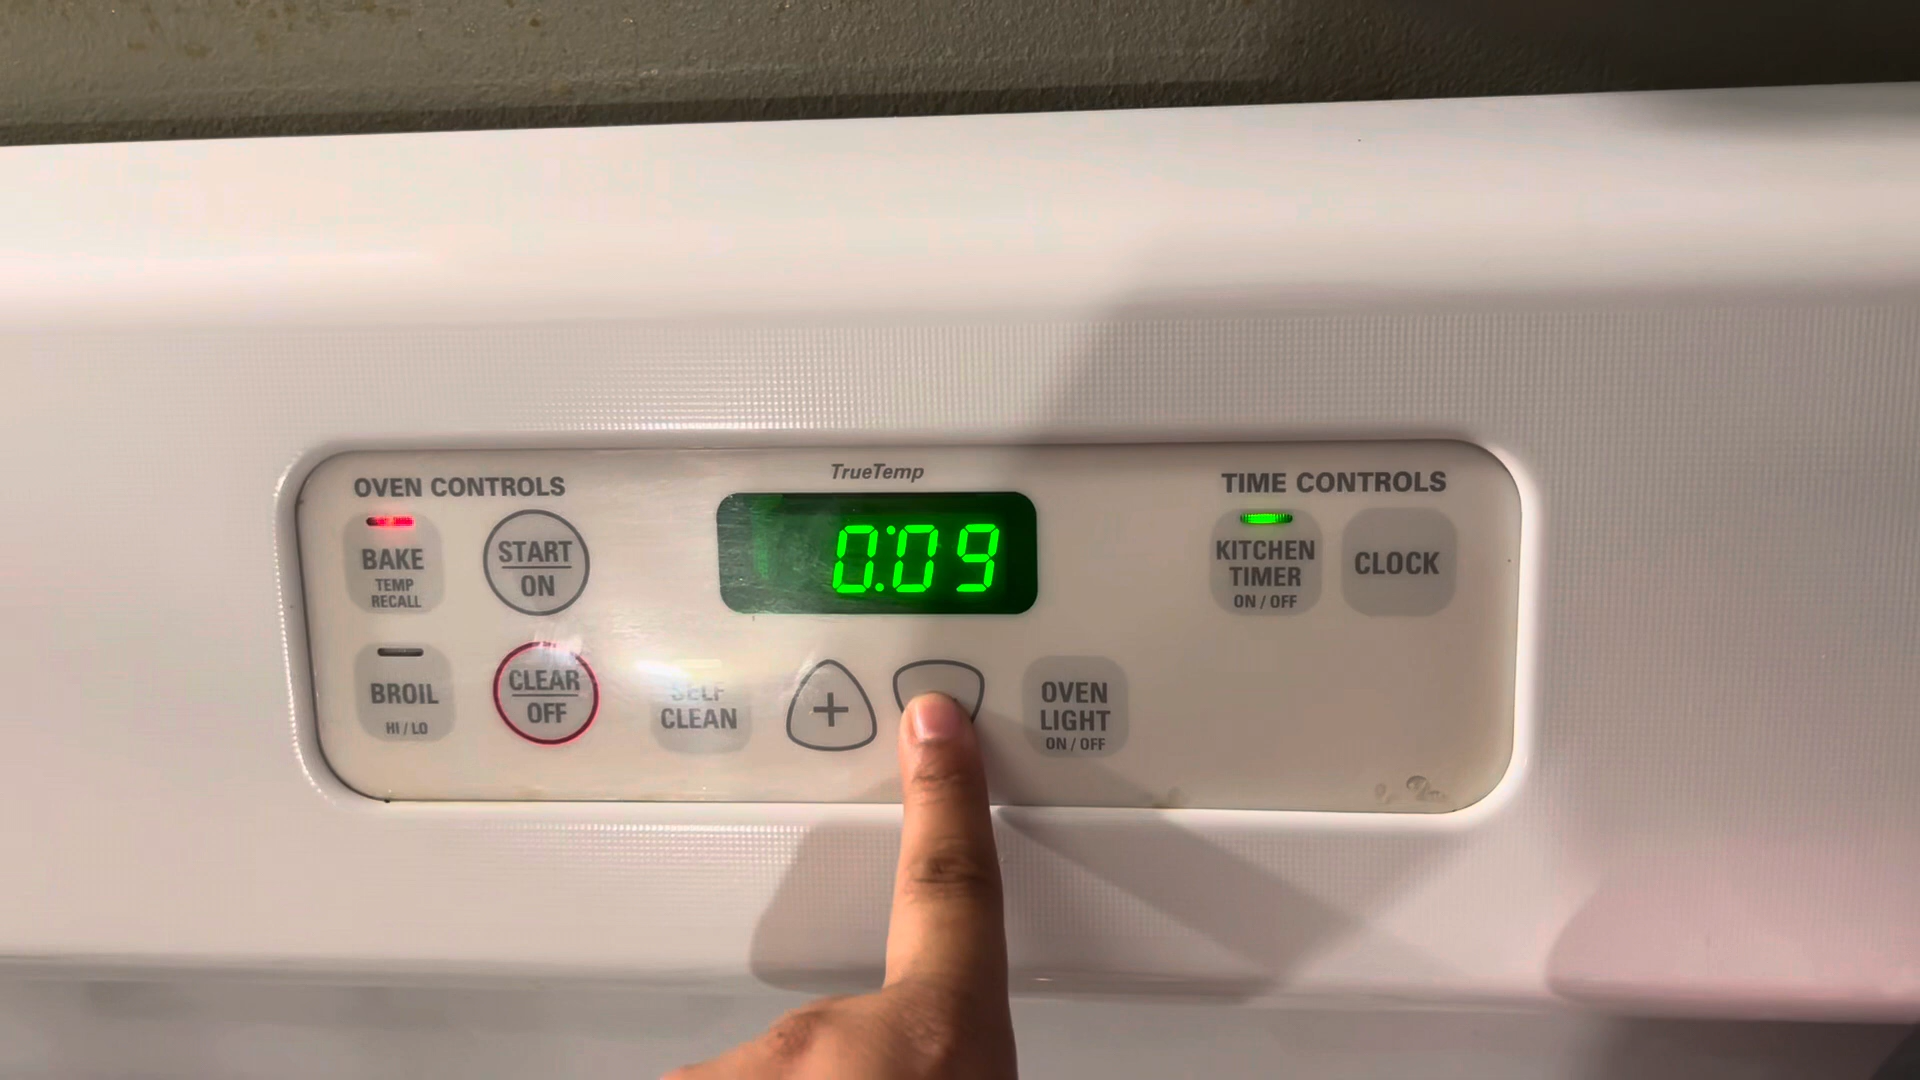 TrueTemp
OVEN CONTROLS
TIME CONTROLS
BAKE
TEMP
RECALL
START
ON
0:09
KITCHEN
TIMER
ON / OFF
CLOCK
BROIL
HI / LO
CLEAR
OFF
SELF
CLEAN
+
OVEN
LIGHT
ON / OFF